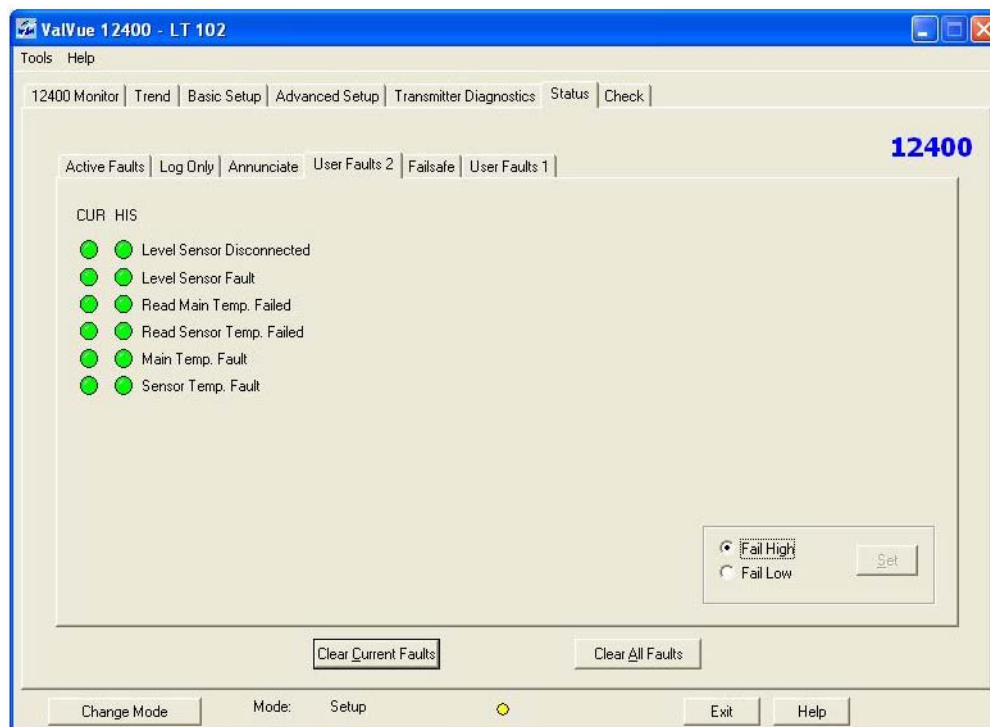 ValVue 12400 - LT 102
Tools Help
12400 Monitor Trend Basic Setup Advanced Setup Transmitter Diagnostics Status Check
12400
Active Faults Log Only Annunciate User Faults 2 Failsafe User Faults 1
CUR HIS
Level Sensor Disconnected
Level Sensor Fault
Read Main Temp. Failed
Read Sensor Temp. Failed
Main Temp. Fault
Sensor Temp. Fault
Fail High
Fail Low
Set
Clear Current Faults Clear All Faults
Change Mode Mode: Setup Exit Help